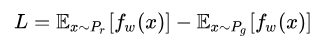 L = 𝔼_{x∼P_r}[f_w(x)] − 𝔼_{x∼P_g}[f_w(x)]